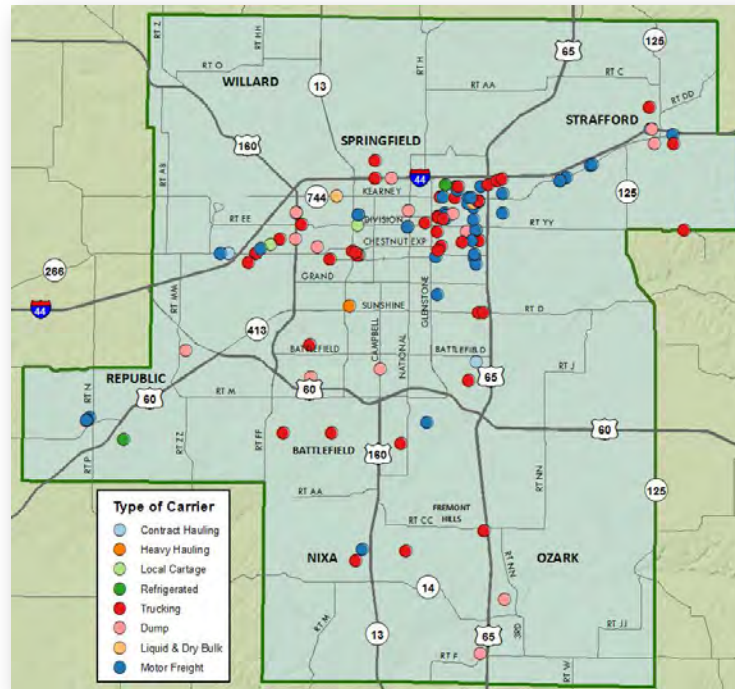 RT Z
RT HH
RT H
65
125
RT O
WILLARD
13
RT AA
RT C
RT DD
STRAFFORD
160
SPRINGFIELD
RT AB
44
KEARNEY
744
125
RT EE
DIVISION
RT YY
CHESTNUT EXP
266
GRAND
RT MM
GLENSTONE
44
SUNSHINE
RT D
413
CAMPBELL
NATIONAL
BATTLEFIELD
BATTLEFIELD
RT J
REPUBLIC
RT N
60
RT M
60
65
RT P
RT ZZ
RT FF
BATTLEFIELD
160
60
RT AA
RT NN
125
Type of Carrier
Contract Hauling
Heavy Hauling
Local Cartage
Refrigerated
Trucking
Dump
Liquid & Dry Bulk
Motor Freight
FREMONT
HILLS
RT CC
NIXA
RT NN
OZARK
14
RT M
13
65
3RD
RT JJ
RT F
RT W